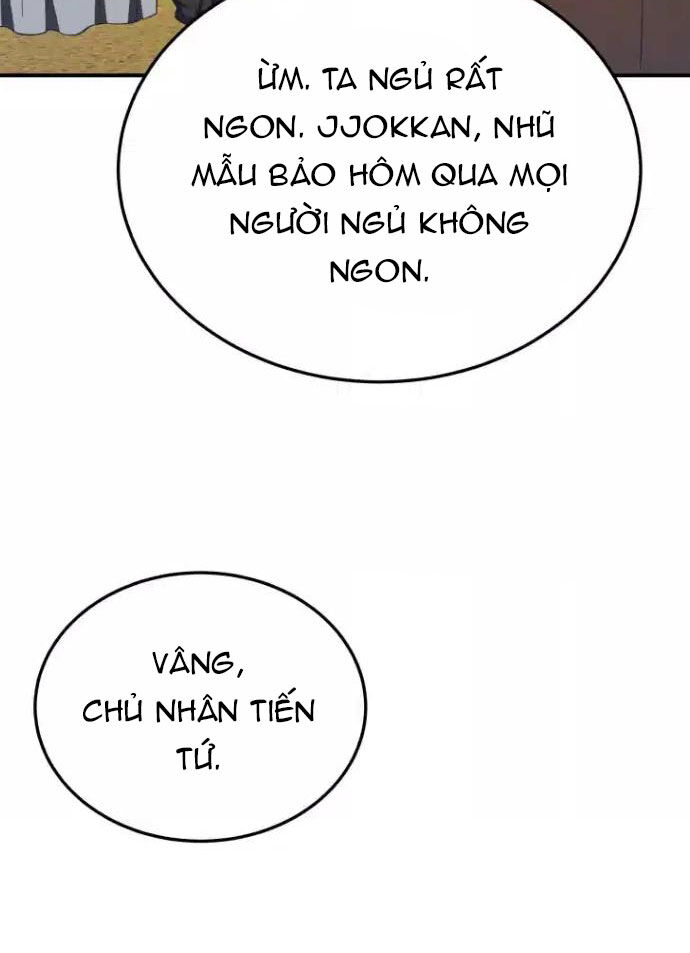 ỪM. TA NGỦ RẤT
NGON. JJOKKAN, NHŨ
MẪU BẢO HÔM QUA MỌI
NGƯỜI NGỦ KHÔNG
NGON.
VÂNG,
CHỦ NHÂN TIẾN
TỨ.